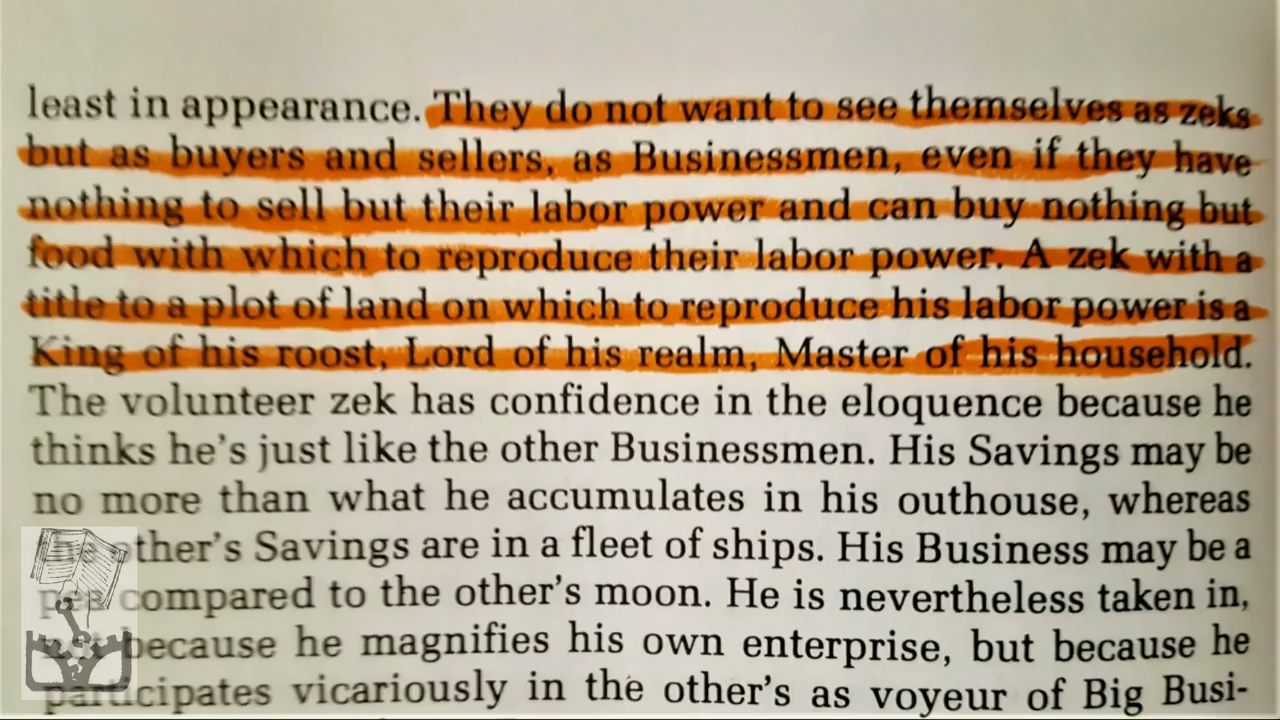 least in appearance. They do not want to see themselves as zeks
but as buyers and sellers, as Businessmen, even if they have
nothing to sell but their labor power and can buy nothing but
food with which to reproduce their labor power. A zek with a
title to a plot of land on which to reproduce his labor power is a
King of his roost, Lord of his realm, Master of his household.
The volunteer zek has confidence in the eloquence because he
thinks he's just like the other Businessmen. His Savings may be
no more than what he accumulates in his outhouse, whereas
the other's Savings are in a fleet of ships. His Business may be a
compared to the other's moon. He is nevertheless taken in,
because he magnifies his own enterprise, but because he
participates vicariously in the other's as voyeur of Big Busi-